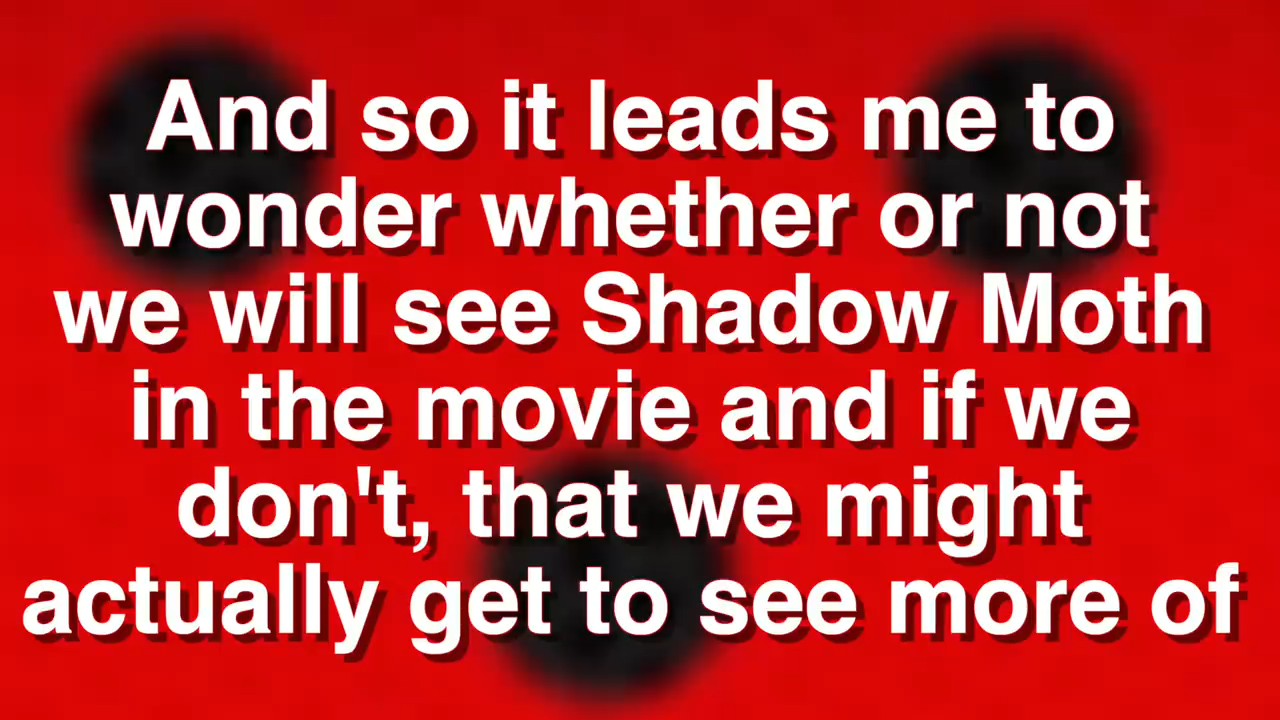 And so it leads me to
wonder whether or not
we will see Shadow Moth
in the movie and if we
don't, that we might
actually get to see more of